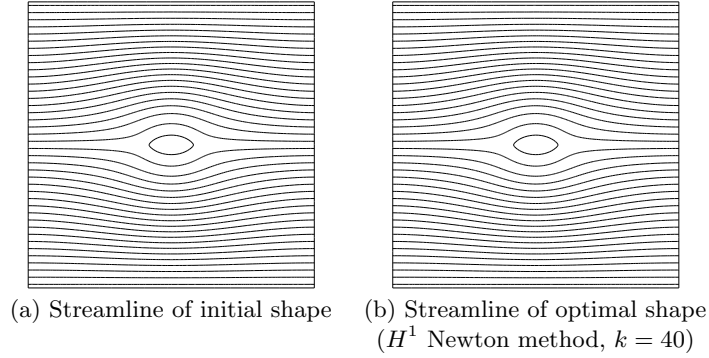 (a) Streamline of initial shape
(b) Streamline of optimal shape
(H¹ Newton method, k = 40)